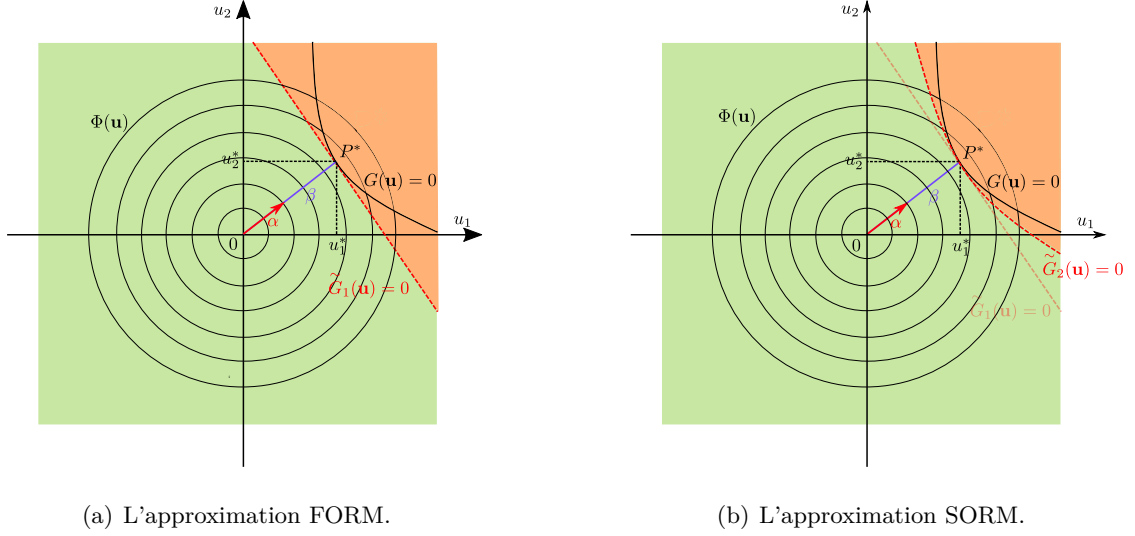 u₂
Φ(u)
u₂*
P*
G(u) = 0
β
α
u₁
0
u₁*
G̃₁(u) = 0
(a) L'approximation FORM.
u₂
Φ(u)
u₂*
P*
G(u) = 0
β
α
u₁
0
u₁*
G̃₂(u) = 0
G̃₁(u) = 0
(b) L'approximation SORM.